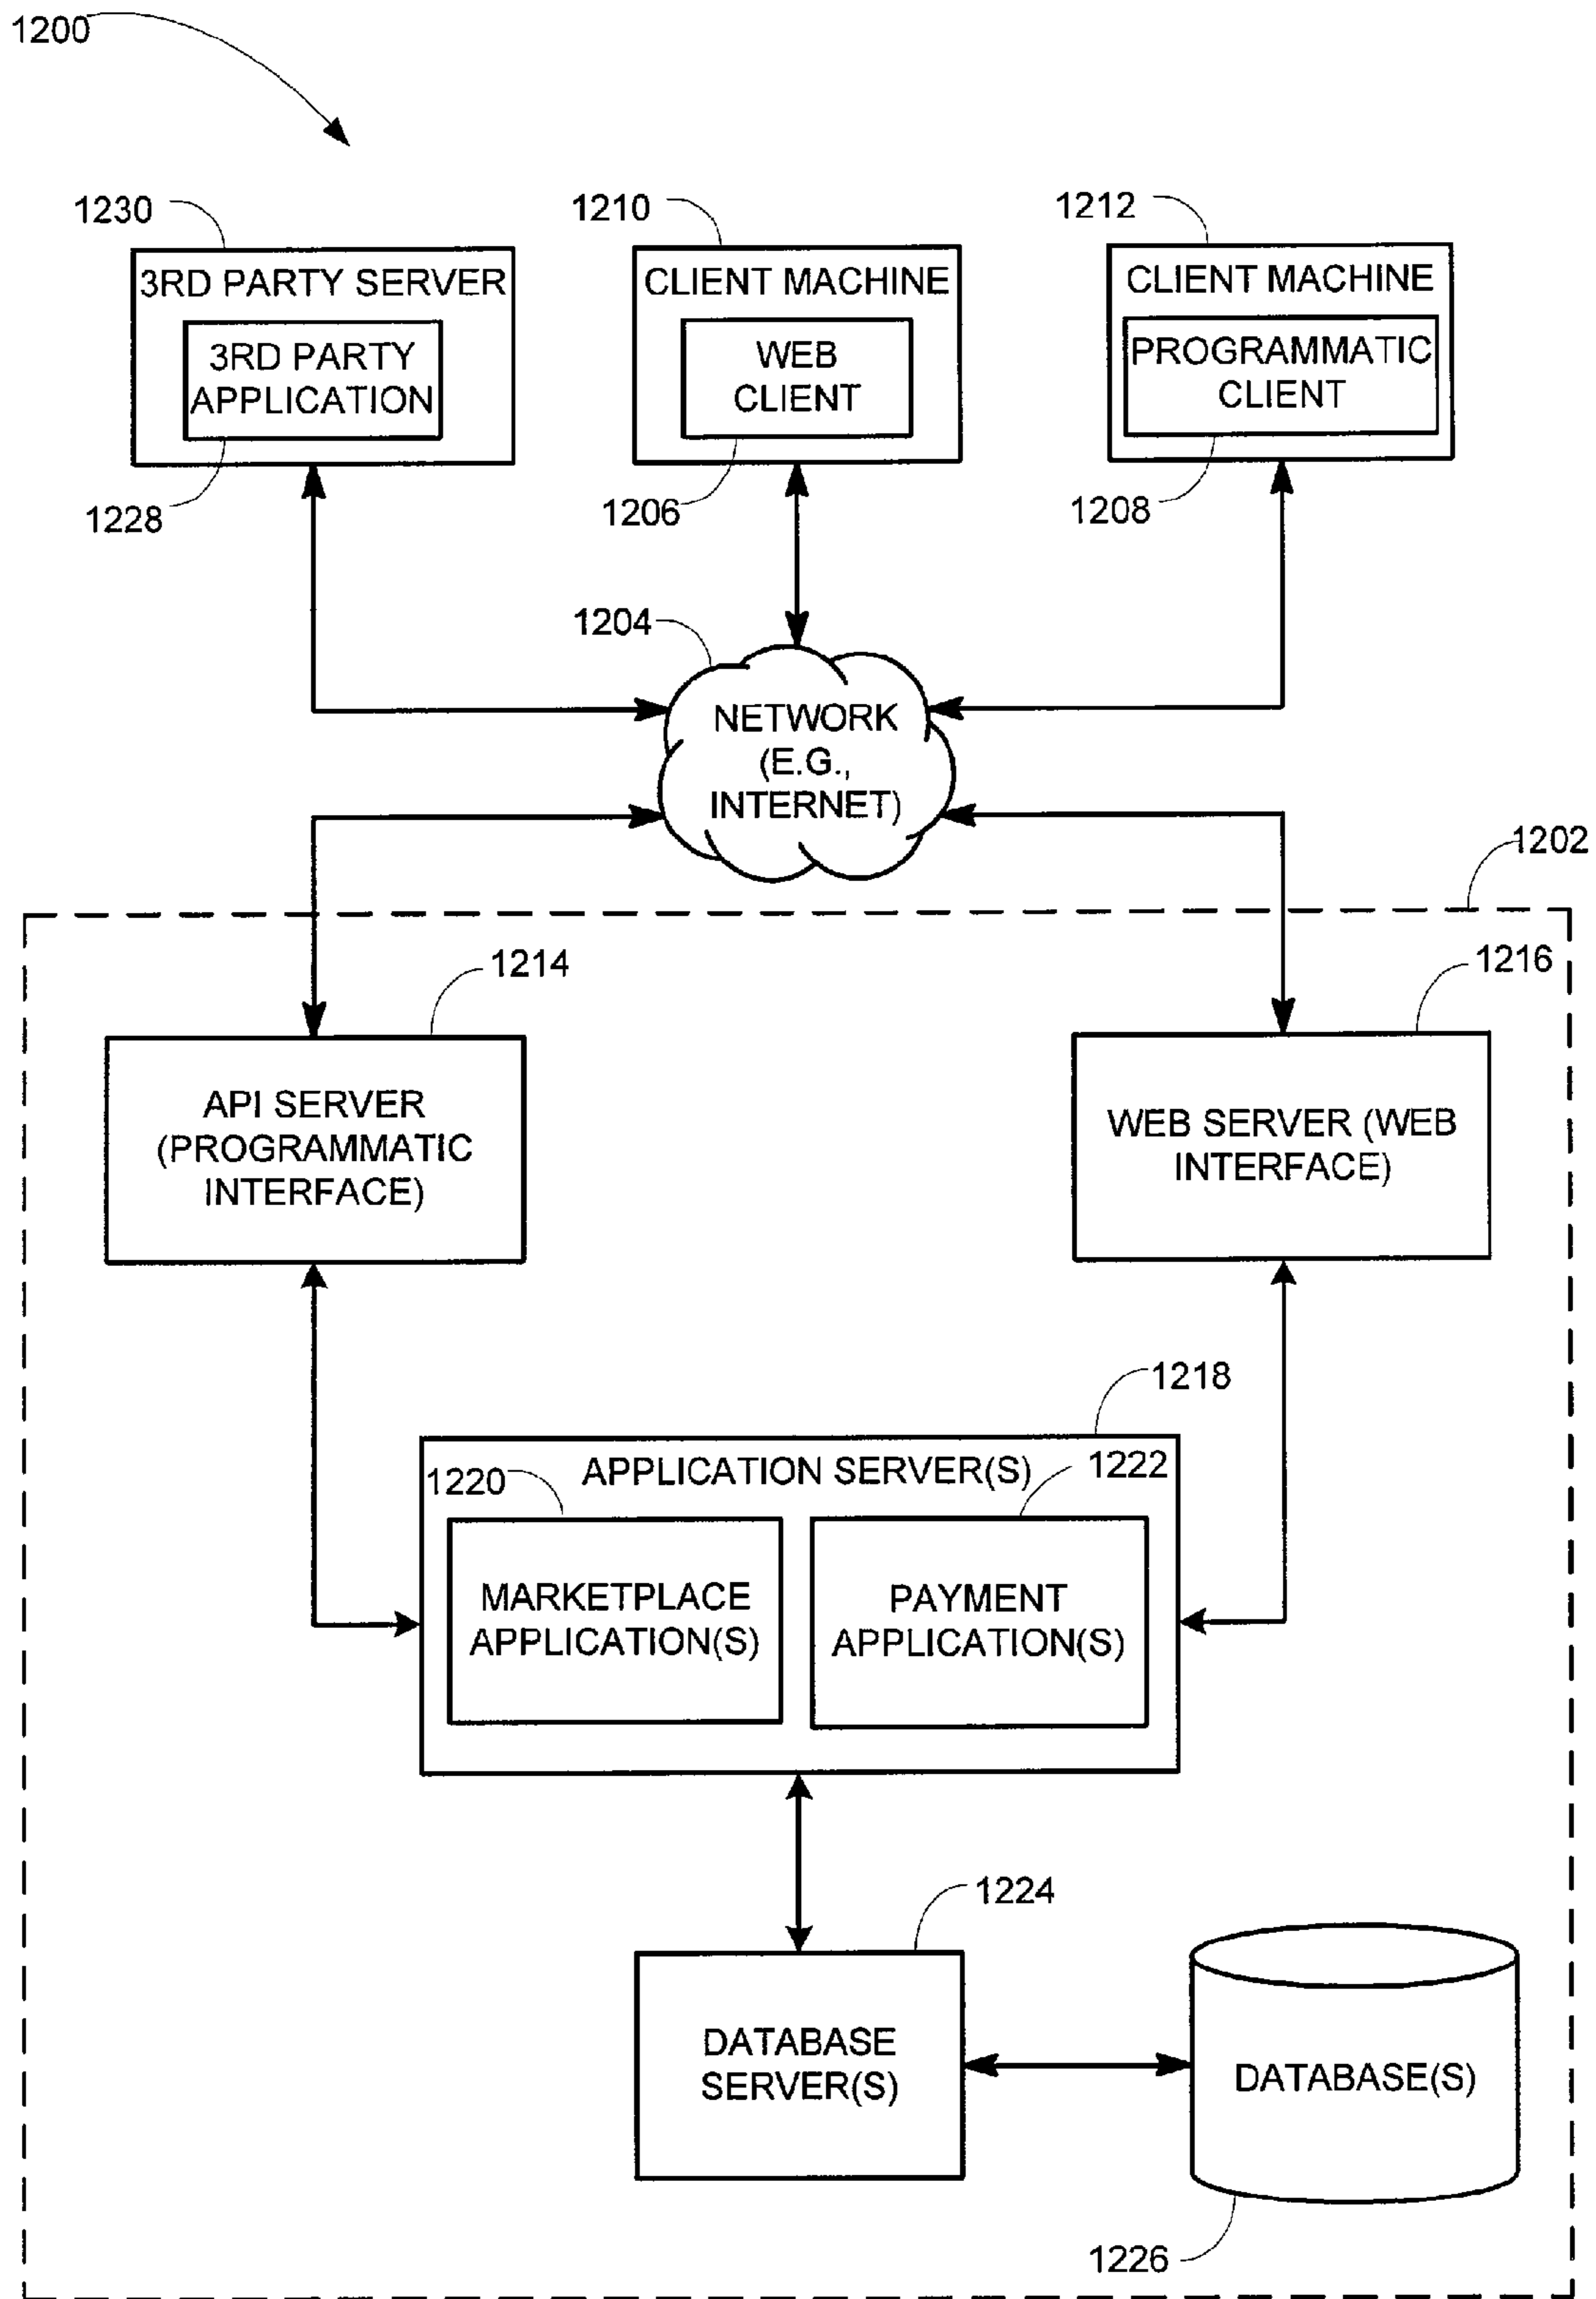 1200
1230
1210
1212
3RD PARTY SERVER
CLIENT MACHINE
CLIENT MACHINE
3RD PARTY
APPLICATION
WEB
CLIENT
PROGRAMMATIC
CLIENT
1228
1206
1208
1204
NETWORK
(E.G.,
INTERNET)
1202
1214
1216
API SERVER
(PROGRAMMATIC
INTERFACE)
WEB SERVER (WEB
INTERFACE)
1218
APPLICATION SERVER(S)
1220
1222
MARKETPLACE
APPLICATION(S)
PAYMENT
APPLICATION(S)
1224
DATABASE
SERVER(S)
DATABASE(S)
1226